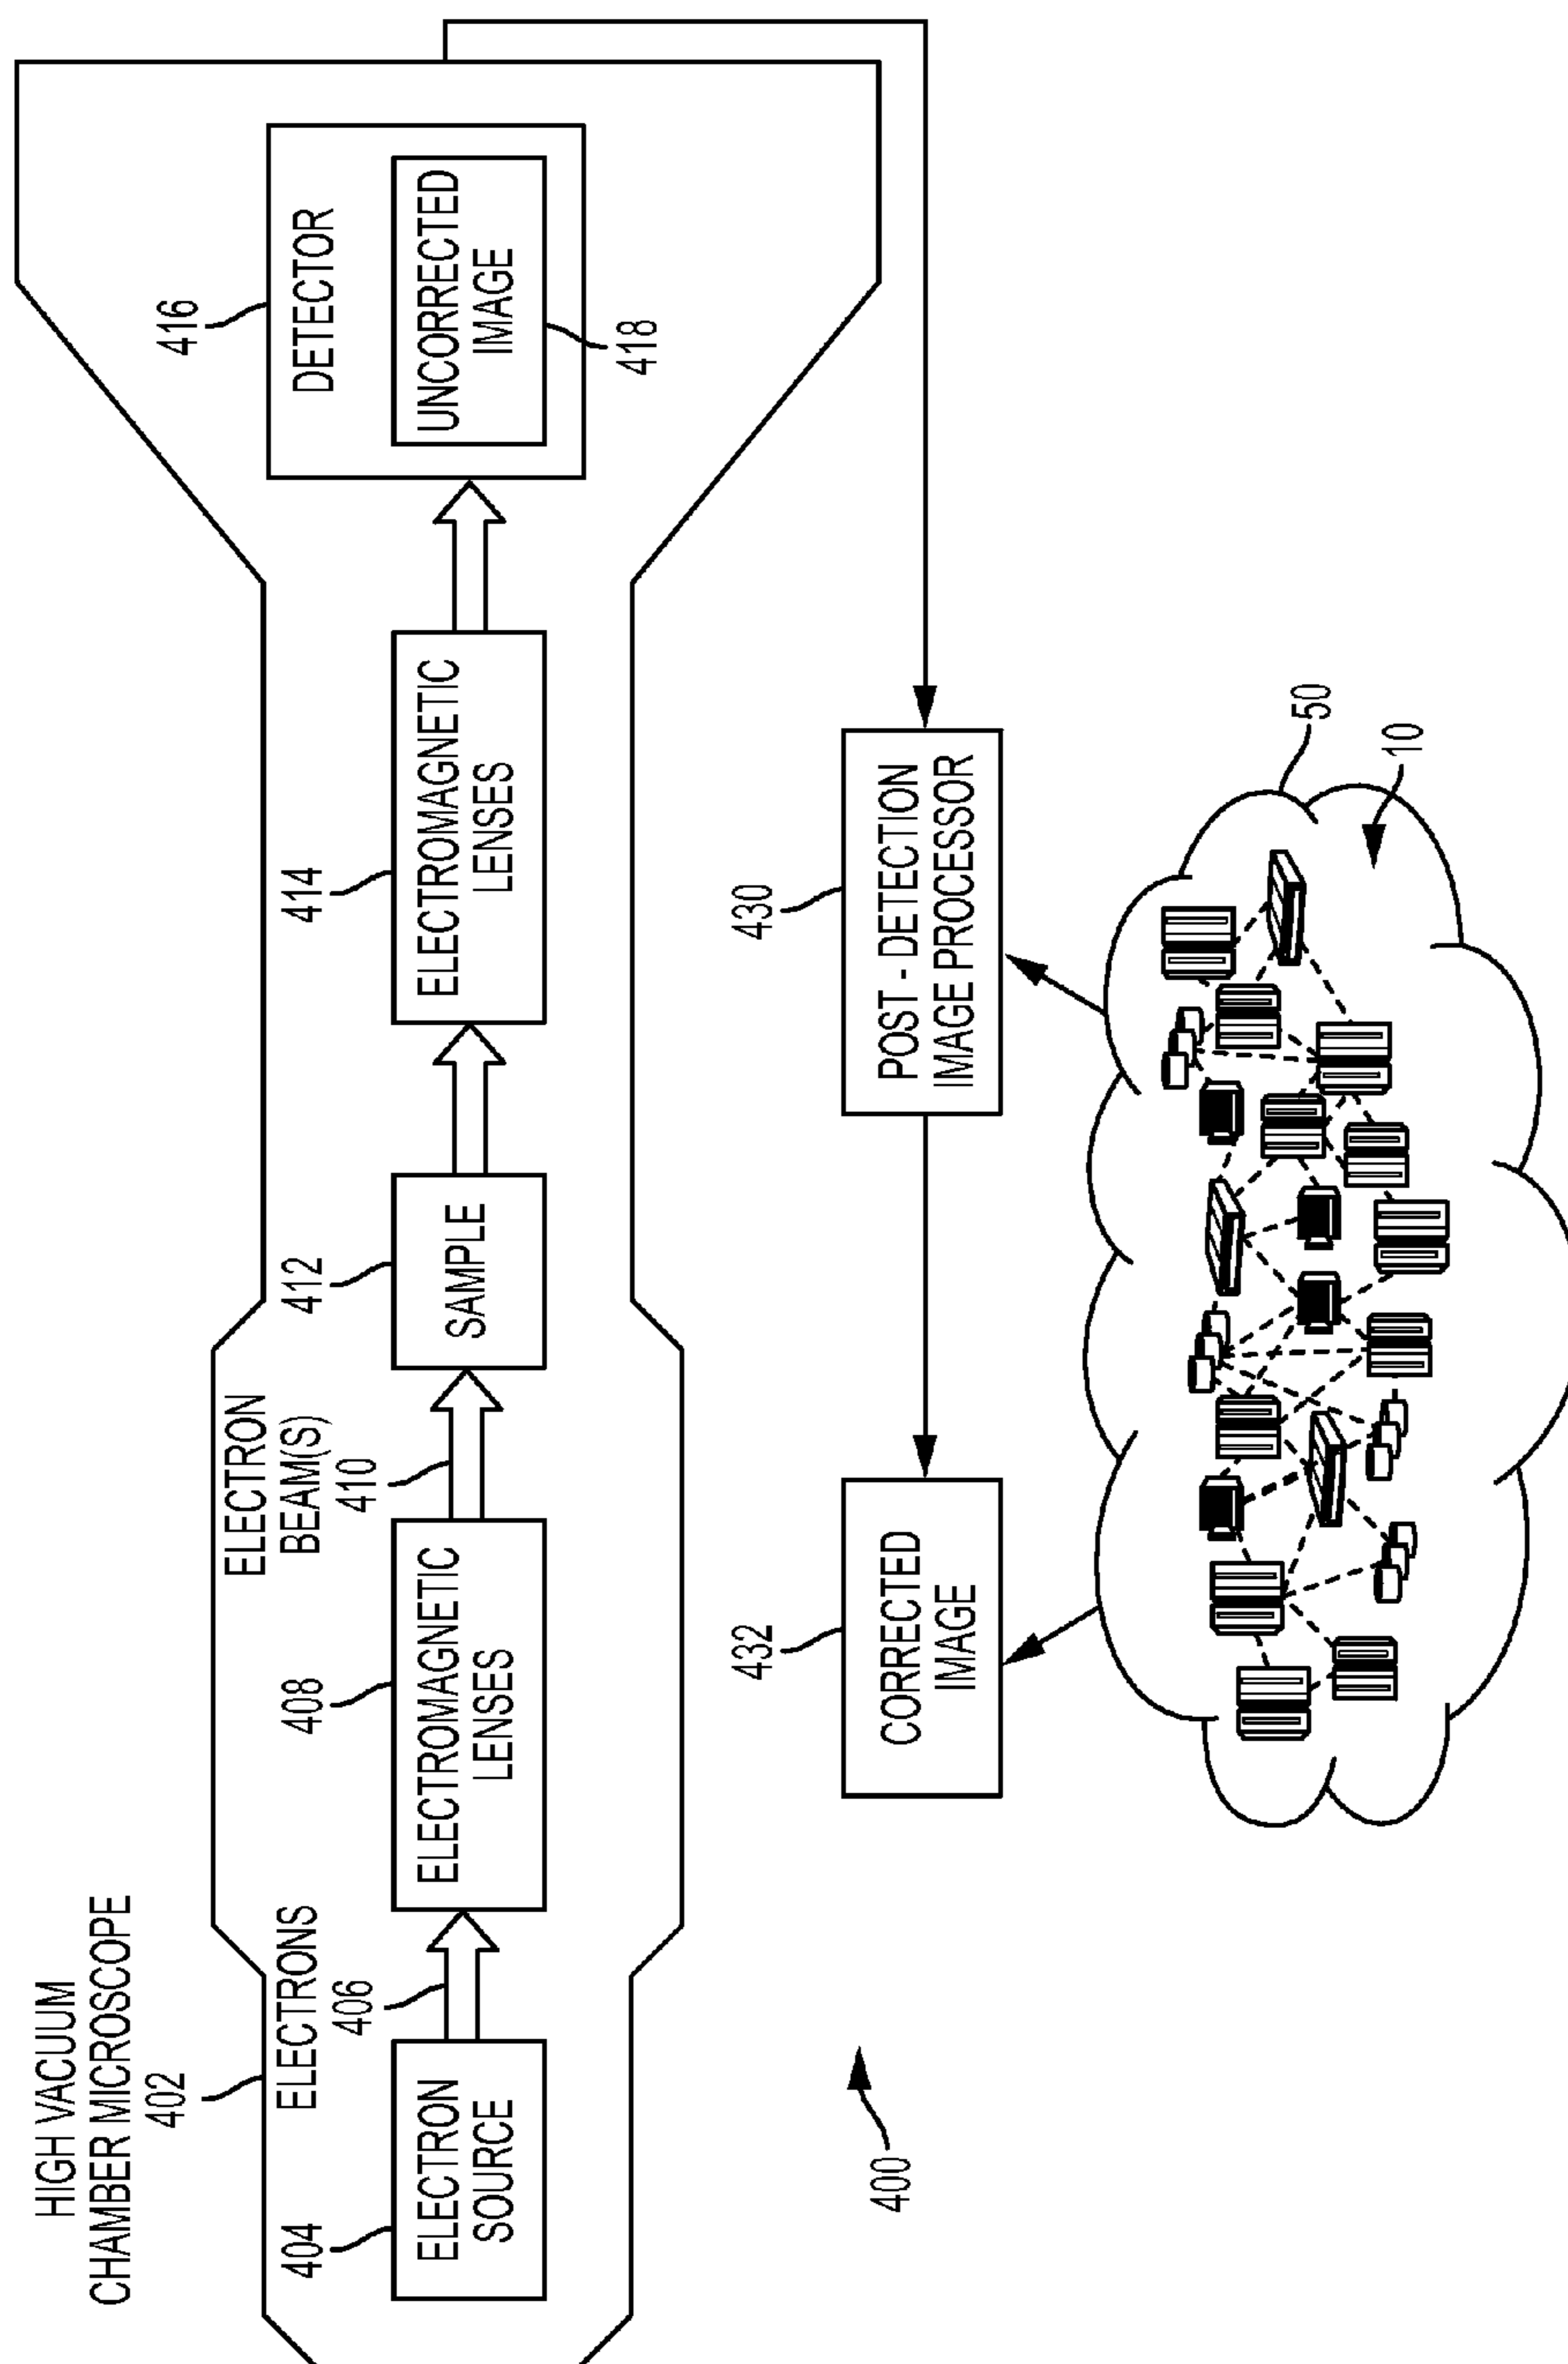 HIGH VACUUM
CHAMBER MICROSCOPE
402
404
ELECTRON
SOURCE
ELECTRONS
406
408
ELECTROMAGNETIC
LENSES
ELECTRON
BEAM(S)
410
412
SAMPLE
414
ELECTROMAGNETIC
LENSES
416
DETECTOR
UNCORRECTED
IMAGE
418
432
CORRECTED
IMAGE
430
POST - DETECTION
IMAGE PROCESSOR
400
50
10